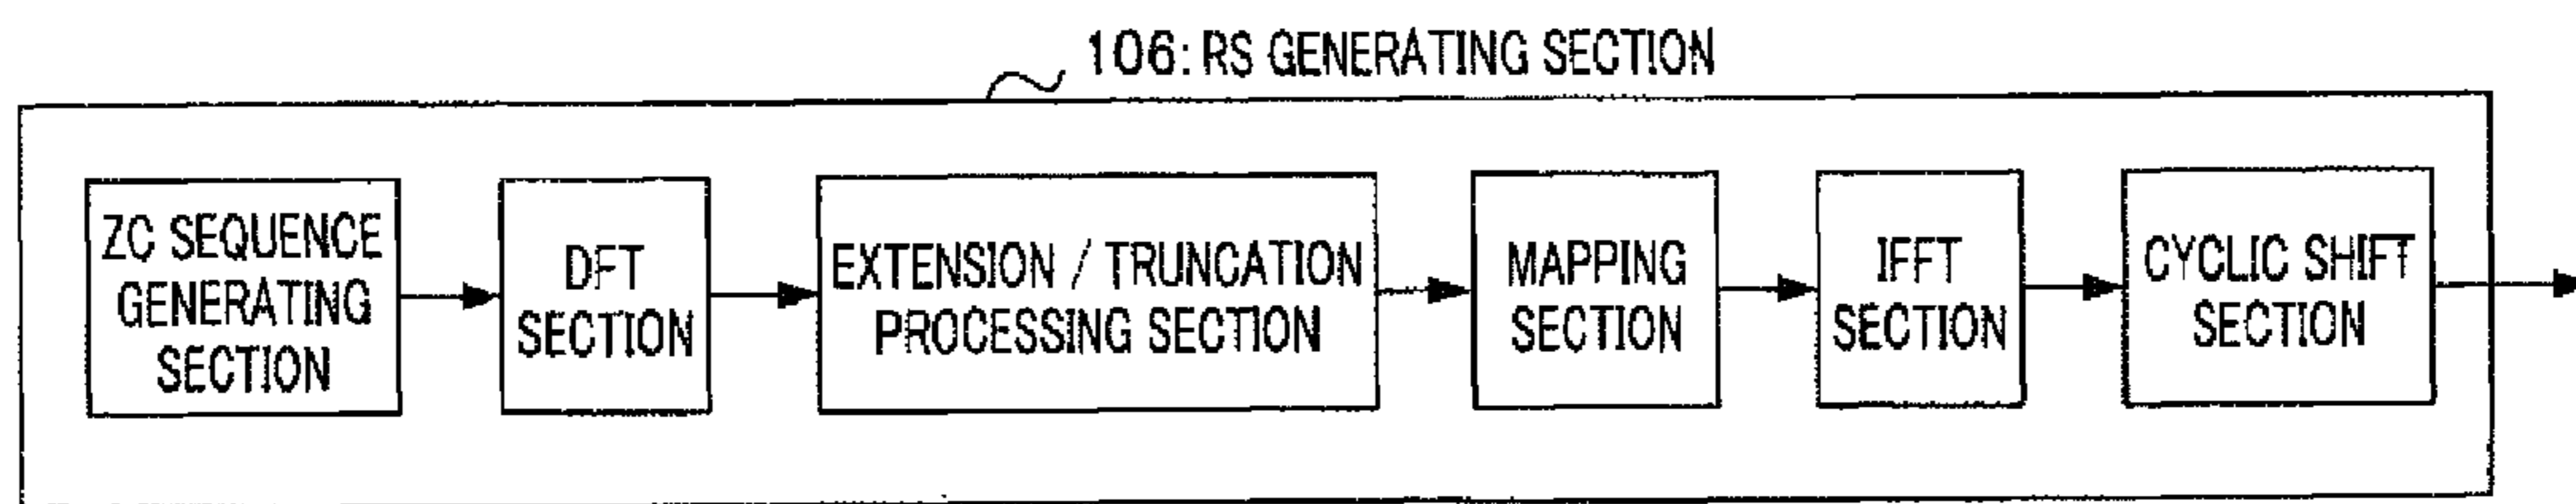 106: RS GENERATING SECTION
ZC SEQUENCE
GENERATING
SECTION
DFT
SECTION
EXTENSION / TRUNCATION
PROCESSING SECTION
MAPPING
SECTION
IFFT
SECTION
CYCLIC SHIFT
SECTION